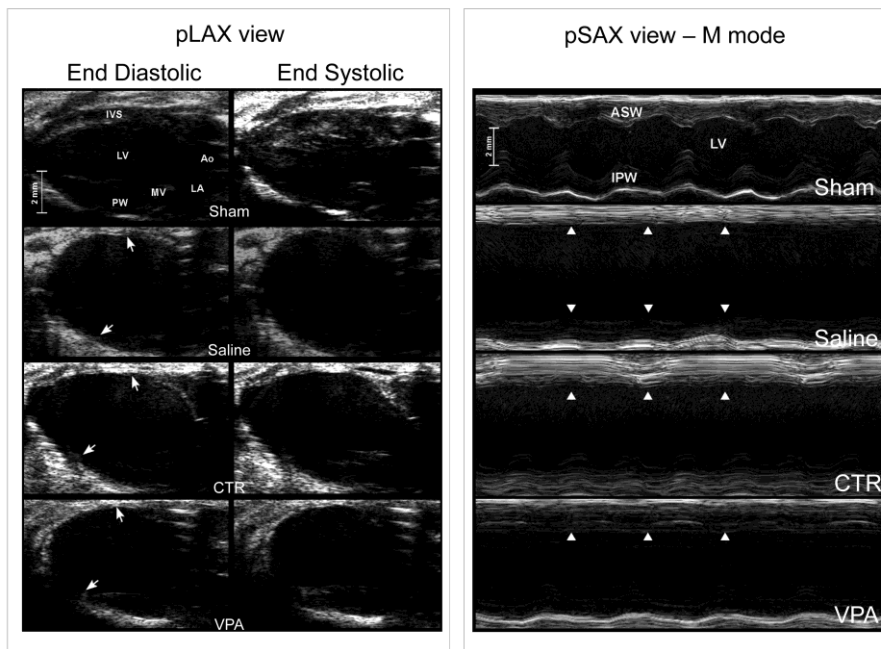 pLAX view
End Diastolic End Systolic
IVS
LV
Ao
2 mm
MV
LA
PW
Sham
Saline
CTR
VPA
pSAX view – M mode
ASW
2 mm
LV
IPW
Sham
Saline
CTR
VPA